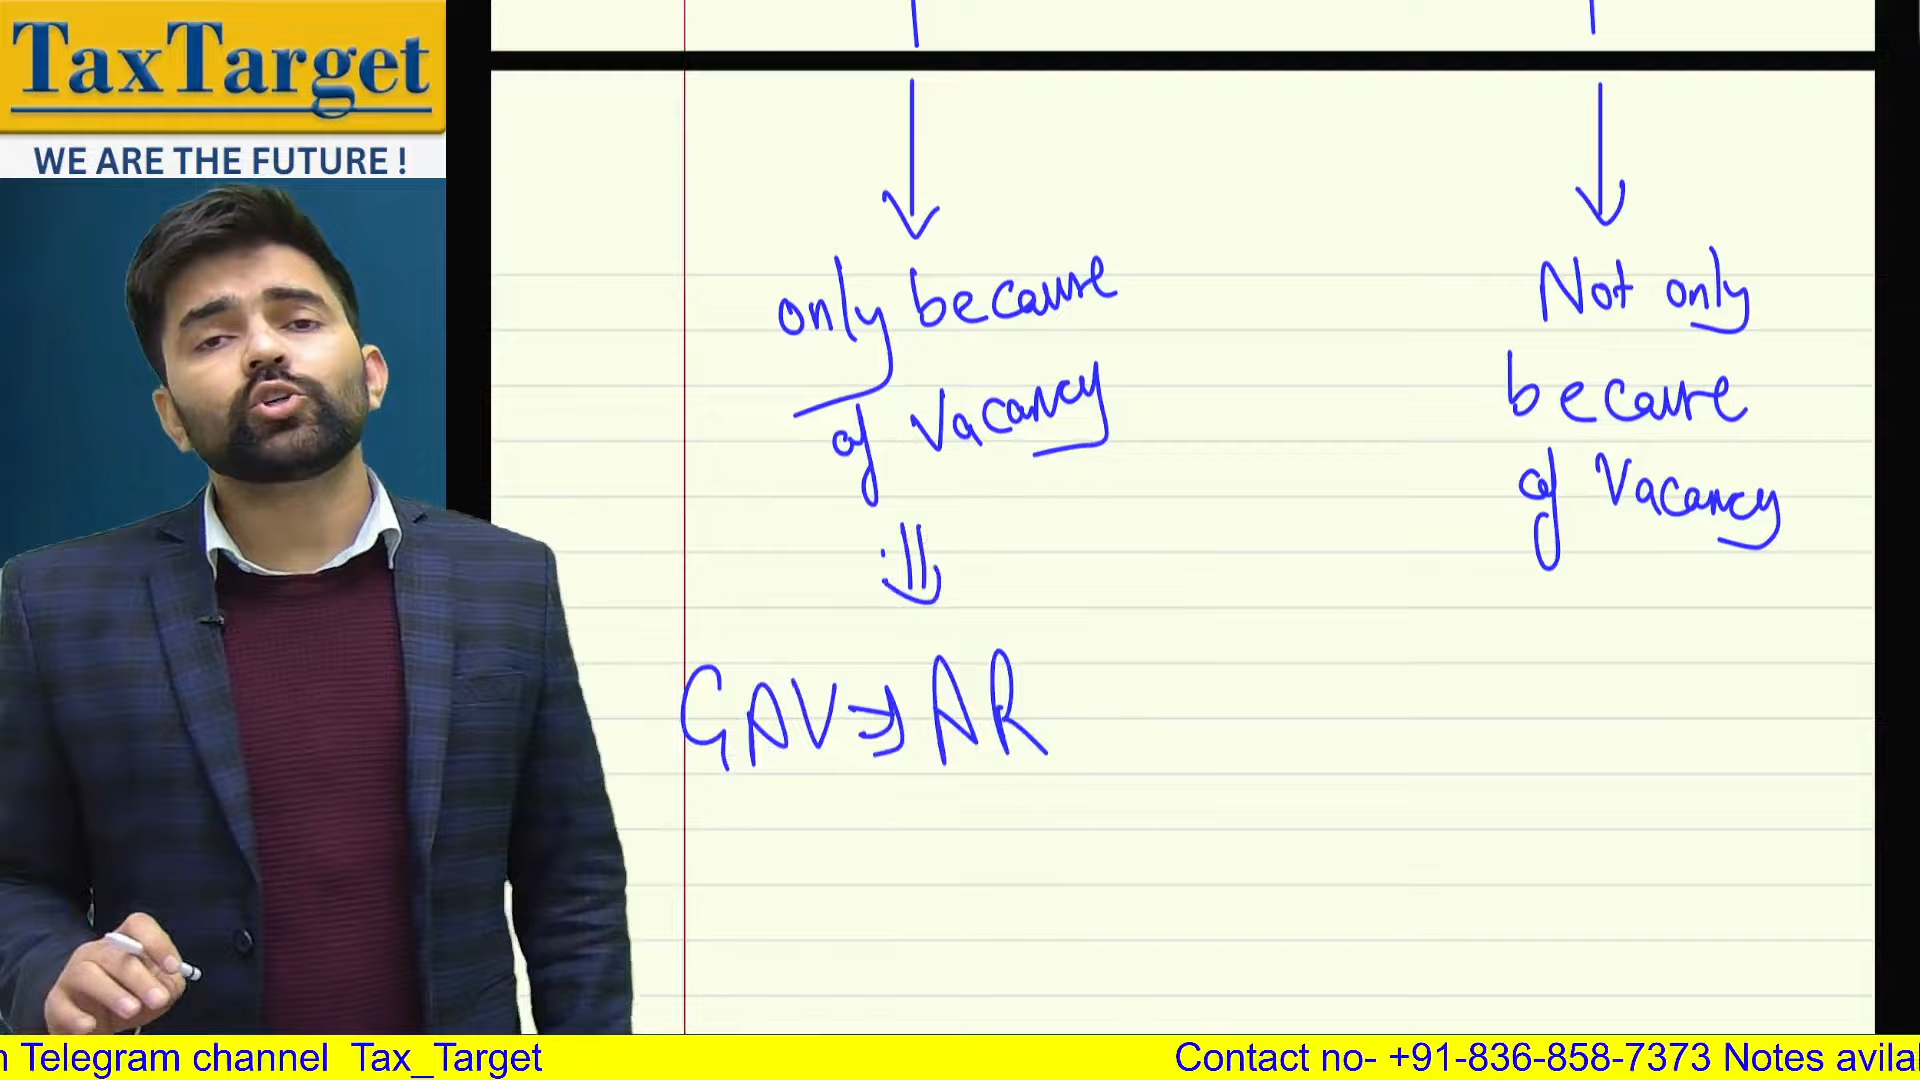 TaxTarget
WE ARE THE FUTURE !
only because
of vacancy
GAV ⇒ AR
Not only
because
of Vacancy
n Telegram channel Tax_Target
Contact no- +91-836-858-7373 Notes avila